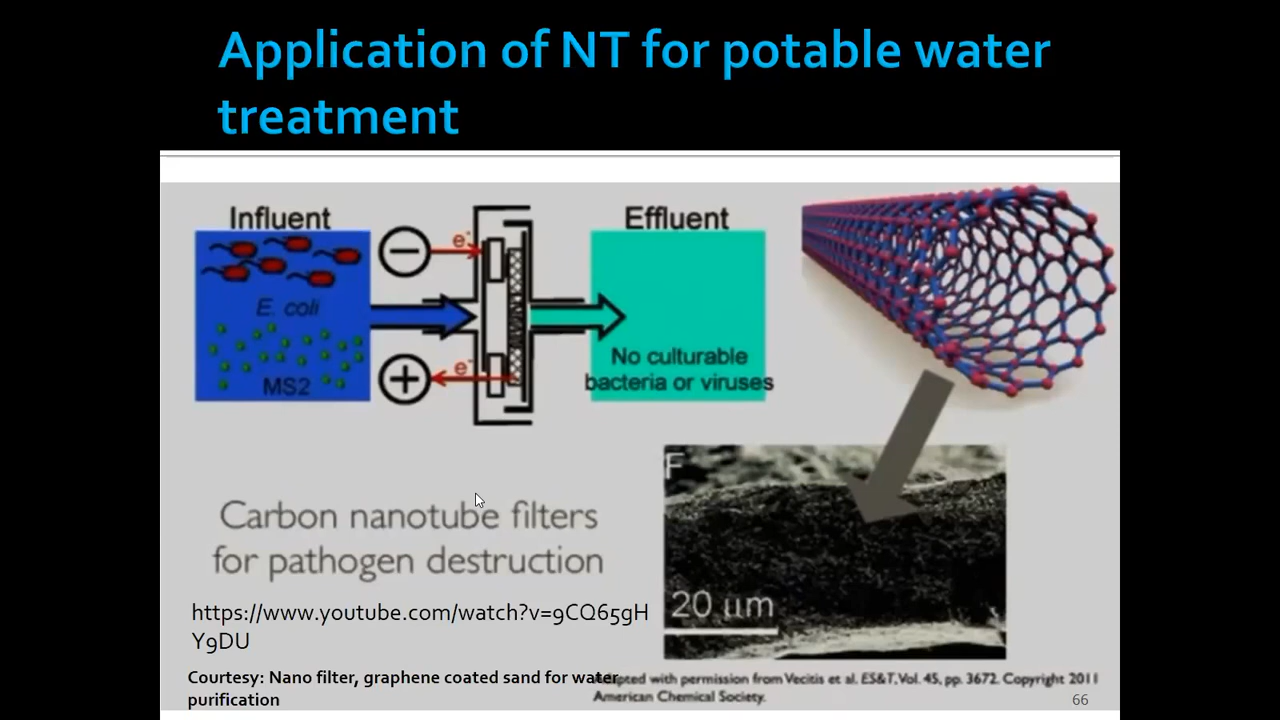 Application of NT for potable water
treatment
Influent
Effluent
e⁻
E. coli
No culturable
bacteria or viruses
e⁻
MS2
F
Carbon nanotube filters
for pathogen destruction
20 µm
https://www.youtube.com/watch?v=9CQ65gH
Y9DU
Courtesy: Nano filter, graphene coated sand for water
purification
Adapted with permission from Vecitis et al. ES&T, Vol. 45, pp. 3672. Copyright 2011
American Chemical Society.
66